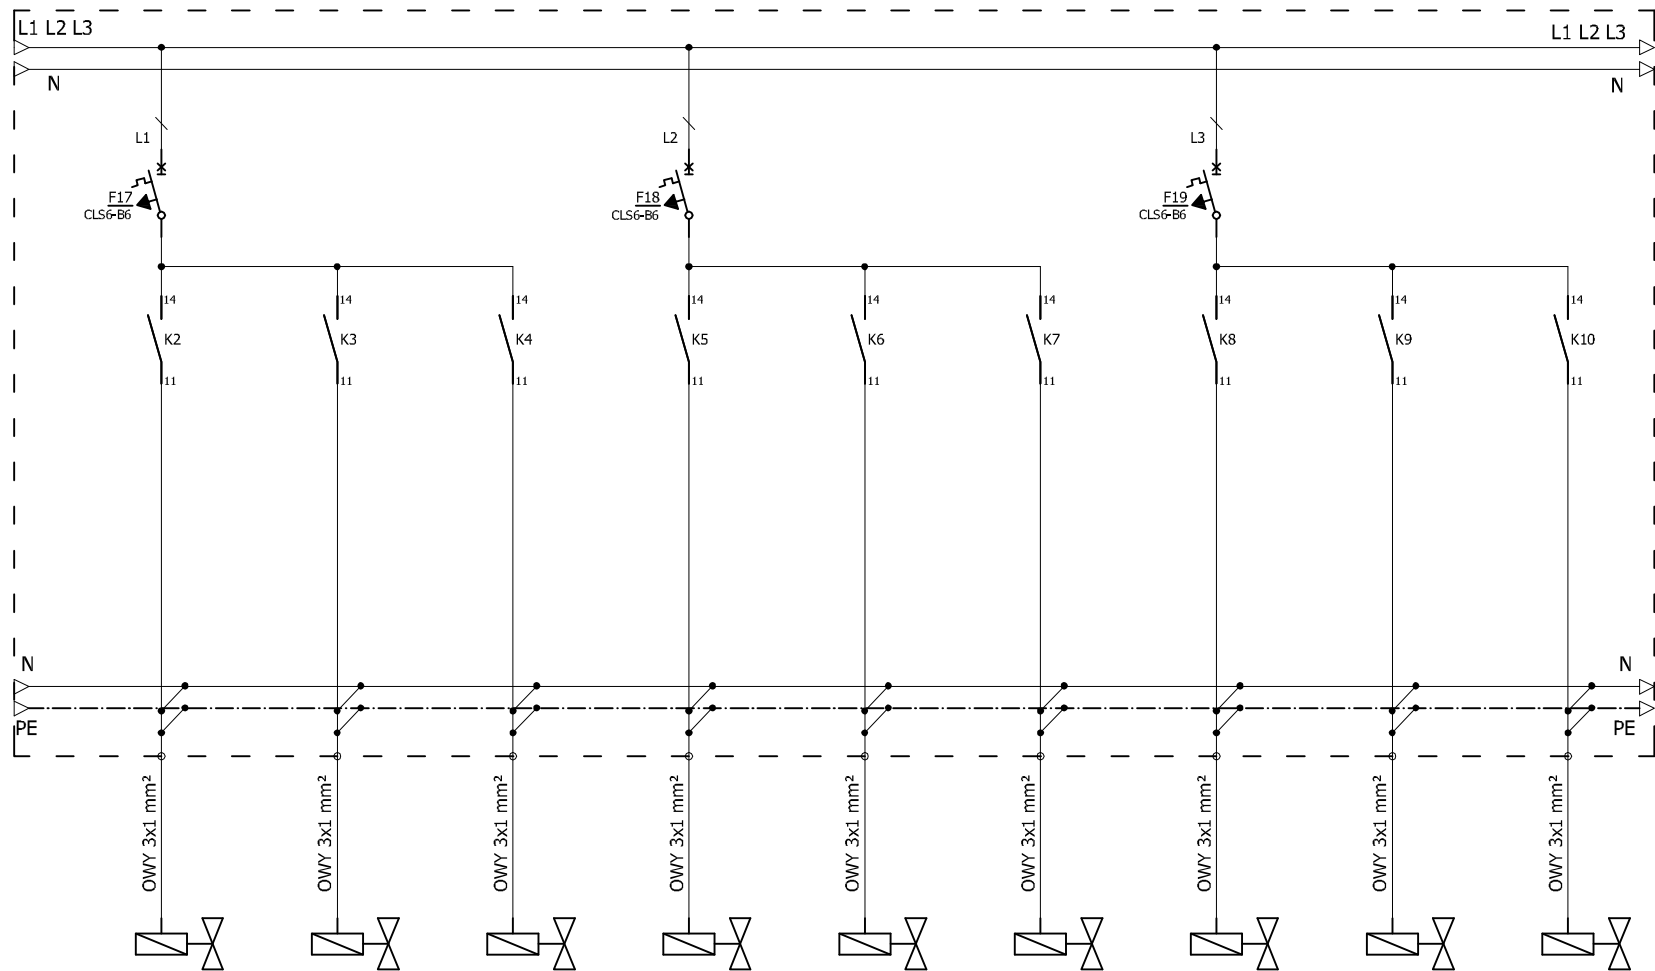 L1 L2 L3
L1 L2 L3
N
N
L1
L2
L3
F17
CLS6-B6
F18
CLS6-B6
F19
CLS6-B6
14
14
14
14
14
14
14
14
14
K2
K3
K4
K5
K6
K7
K8
K9
K10
11
11
11
11
11
11
11
11
11
N
N
PE
PE
OWY 3x1 mm²
OWY 3x1 mm²
OWY 3x1 mm²
OWY 3x1 mm²
OWY 3x1 mm²
OWY 3x1 mm²
OWY 3x1 mm²
OWY 3x1 mm²
OWY 3x1 mm²